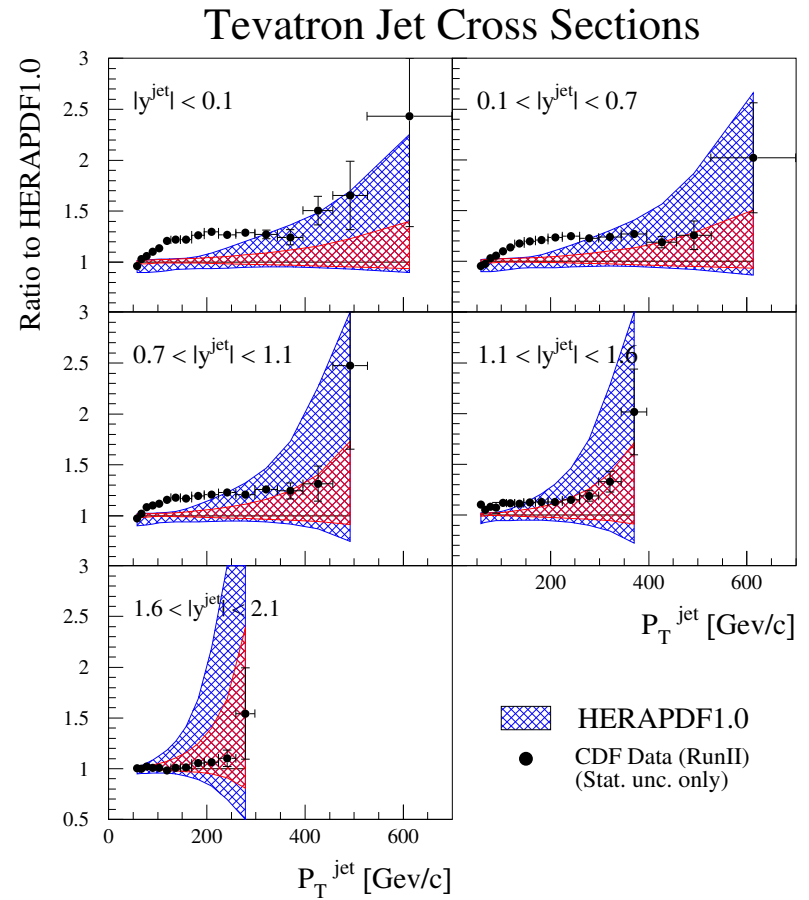 Tevatron Jet Cross Sections
Ratio to HERAPDF1.0
3
2.5
2
1.5
1
|y^jet| < 0.1
0.1 < |y^jet| < 0.7
3
2.5
2
1.5
1
0.7 < |y^jet| < 1.1
1.1 < |y^jet| < 1.6
3
2.5
2
1.5
1
0.5
1.6 < |y^jet| < 2.1
200 400 600
P_T^jet [Gev/c]
HERAPDF1.0
CDF Data (RunII)
(Stat. unc. only)
0 200 400 600
P_T^jet [Gev/c]